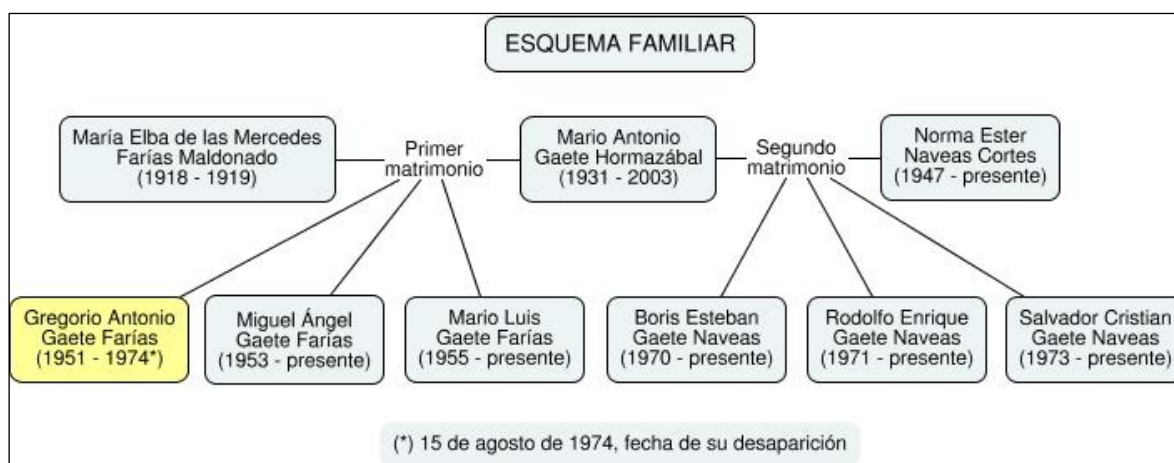 ESQUEMA FAMILIAR
María Elba de las Mercedes
Farías Maldonado
(1918 - 1919)
Primer
matrimonio
Mario Antonio
Gaete Hormazábal
(1931 - 2003)
Segundo
matrimonio
Norma Ester
Naveas Cortes
(1947 - presente)
Gregorio Antonio
Gaete Farías
(1951 - 1974*)
Miguel Ángel
Gaete Farías
(1953 - presente)
Mario Luis
Gaete Farías
(1955 - presente)
Boris Esteban
Gaete Naveas
(1970 - presente)
Rodolfo Enrique
Gaete Naveas
(1971 - presente)
Salvador Cristian
Gaete Naveas
(1973 - presente)
(*) 15 de agosto de 1974, fecha de su desaparición